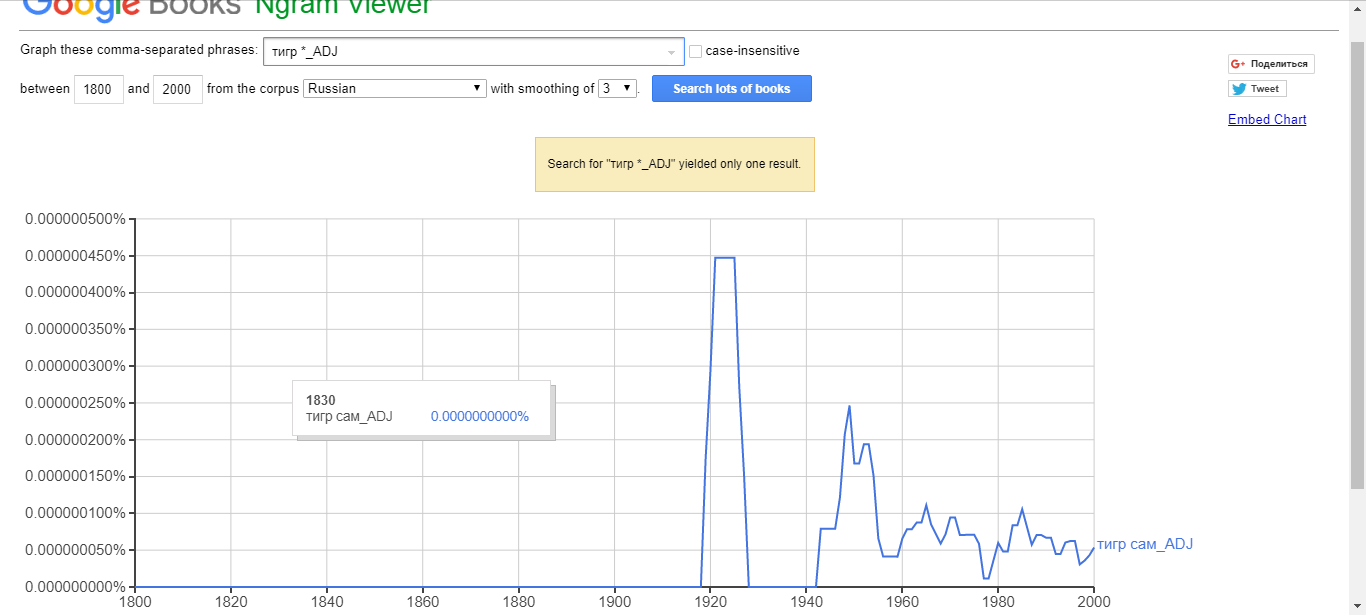 Google Books Ngram Viewer
Graph these comma-separated phrases: тигр *_ADJ case-insensitive
between 1800 and 2000 from the corpus Russian with smoothing of 3 . Search lots of books
Поделиться
Tweet
Embed Chart
Search for "тигр *_ADJ" yielded only one result.
0.000000500%
0.000000450%
0.000000400%
0.000000350%
0.000000300%
0.000000250%
0.000000200%
0.000000150%
0.000000100%
0.000000050%
0.000000000%
1830
тигр сам_ADJ 0.0000000000%
тигр сам_ADJ
1800 1820 1840 1860 1880 1900 1920 1940 1960 1980 2000